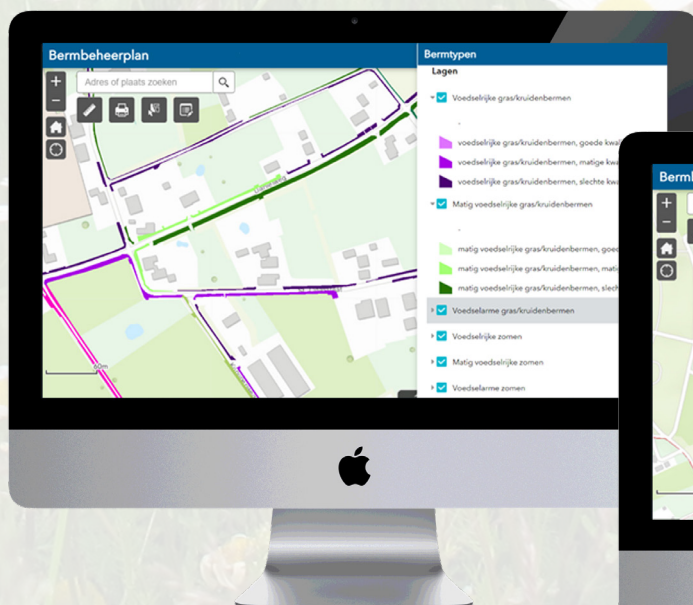 Bermbeheerplan
Bermtypen
Adres of plaats zoeken
Lagen
Voedselrijke gras/kruidenbermen
voedselrijke gras/kruidenbermen, goede kwa
voedselrijke gras/kruidenbermen, matige kwa
voedselrijke gras/kruidenbermen, slechte kwa
Matig voedselrijke gras/kruidenbermen
matig voedselrijke gras/kruidenbermen, goed
matig voedselrijke gras/kruidenbermen, mati
matig voedselrijke gras/kruidenbermen, slech
Voedselarme gras/kruidenbermen
Voedselrijke zomen
Matig voedselrijke zomen
Voedselarme zomen
60m
Berml